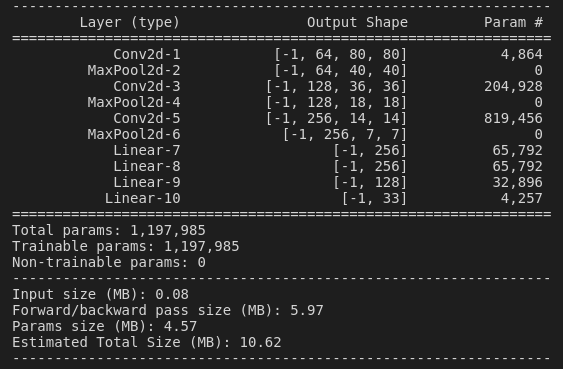 ----------------------------------------------------------------
        Layer (type)               Output Shape         Param #
================================================================
            Conv2d-1           [-1, 64, 80, 80]           4,864
         MaxPool2d-2           [-1, 64, 40, 40]               0
            Conv2d-3          [-1, 128, 36, 36]         204,928
         MaxPool2d-4          [-1, 128, 18, 18]               0
            Conv2d-5          [-1, 256, 14, 14]         819,456
         MaxPool2d-6            [-1, 256, 7, 7]               0
            Linear-7                  [-1, 256]          65,792
            Linear-8                  [-1, 256]          65,792
            Linear-9                  [-1, 128]          32,896
           Linear-10                   [-1, 33]           4,257
================================================================
Total params: 1,197,985
Trainable params: 1,197,985
Non-trainable params: 0
----------------------------------------------------------------
Input size (MB): 0.08
Forward/backward pass size (MB): 5.97
Params size (MB): 4.57
Estimated Total Size (MB): 10.62
----------------------------------------------------------------